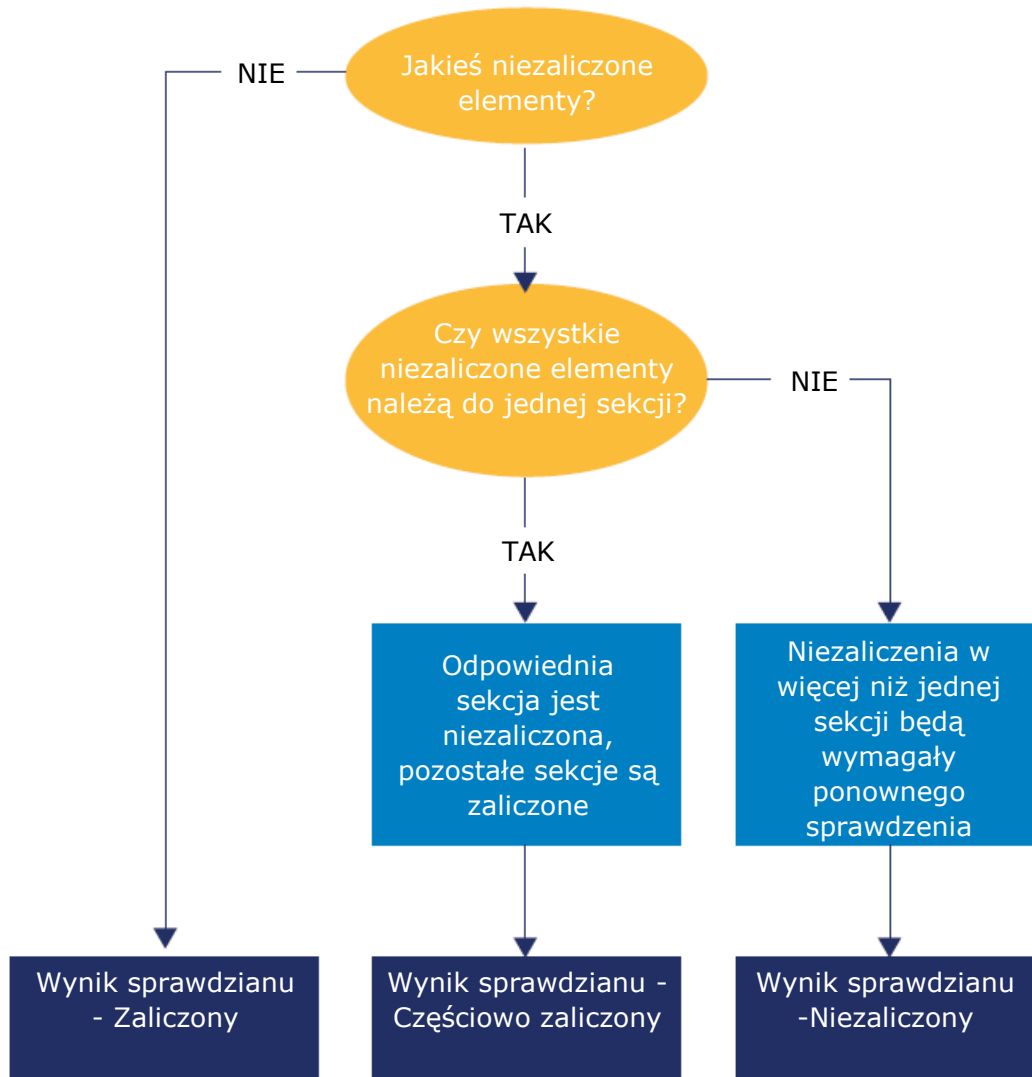 Jakieś niezaliczone
elementy?
NIE
TAK
Czy wszystkie
niezaliczone elementy
należą do jednej sekcji?
NIE
TAK
Odpowiednia
sekcja jest
niezaliczona,
pozostałe sekcje są
zaliczone
Niezaliczenia w
więcej niż jednej
sekcji będą
wymagały
ponownego
sprawdzenia
Wynik sprawdzianu
- Zaliczony
Wynik sprawdzianu -
Częściowo zaliczony
Wynik sprawdzianu
-Niezaliczony